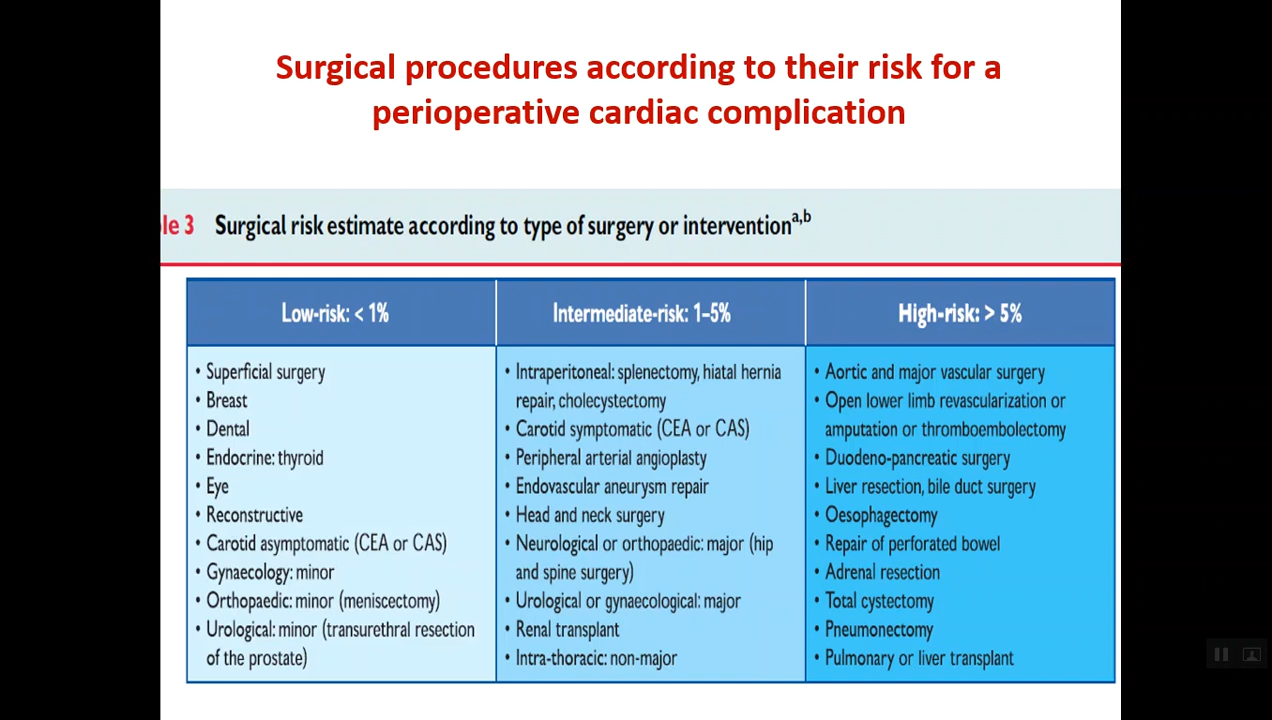 Surgical procedures according to their risk for a
perioperative cardiac complication
le 3 Surgical risk estimate according to type of surgery or intervention a,b
Low-risk: < 1%
• Superficial surgery
• Breast
• Dental
• Endocrine: thyroid
• Eye
• Reconstructive
• Carotid asymptomatic (CEA or CAS)
• Gynaecology: minor
• Orthopaedic: minor (meniscectomy)
• Urological: minor (transurethral resection
of the prostate)
Intermediate-risk: 1–5%
• Intraperitoneal: splenectomy, hiatal hernia
repair, cholecystectomy
• Carotid symptomatic (CEA or CAS)
• Peripheral arterial angioplasty
• Endovascular aneurysm repair
• Head and neck surgery
• Neurological or orthopaedic: major (hip
and spine surgery)
• Urological or gynaecological: major
• Renal transplant
• Intra-thoracic: non-major
High-risk: > 5%
• Aortic and major vascular surgery
• Open lower limb revascularization or
amputation or thromboembolectomy
• Duodeno-pancreatic surgery
• Liver resection, bile duct surgery
• Oesophagectomy
• Repair of perforated bowel
• Adrenal resection
• Total cystectomy
• Pneumonectomy
• Pulmonary or liver transplant